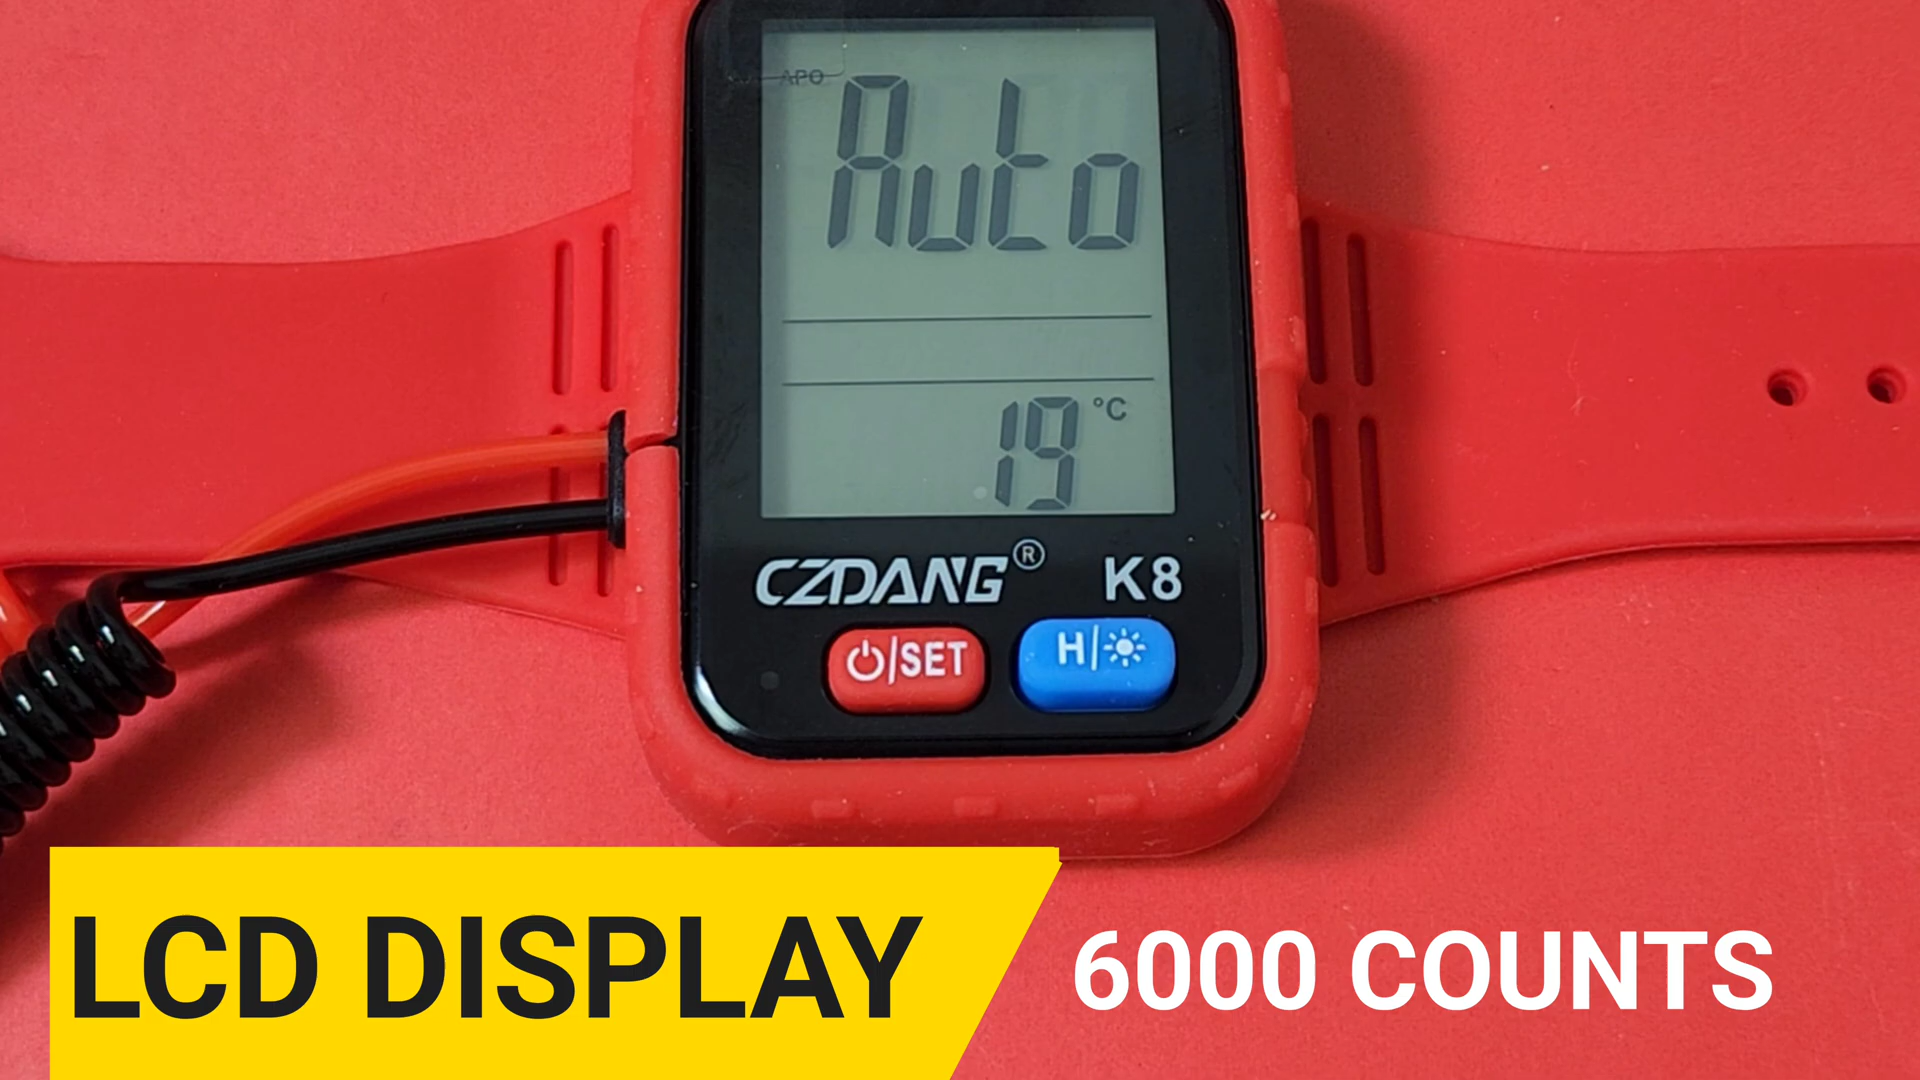 APO
Auto
19 °C
CZDANG® K8
⏻/SET H/☀
LCD DISPLAY 6000 COUNTS